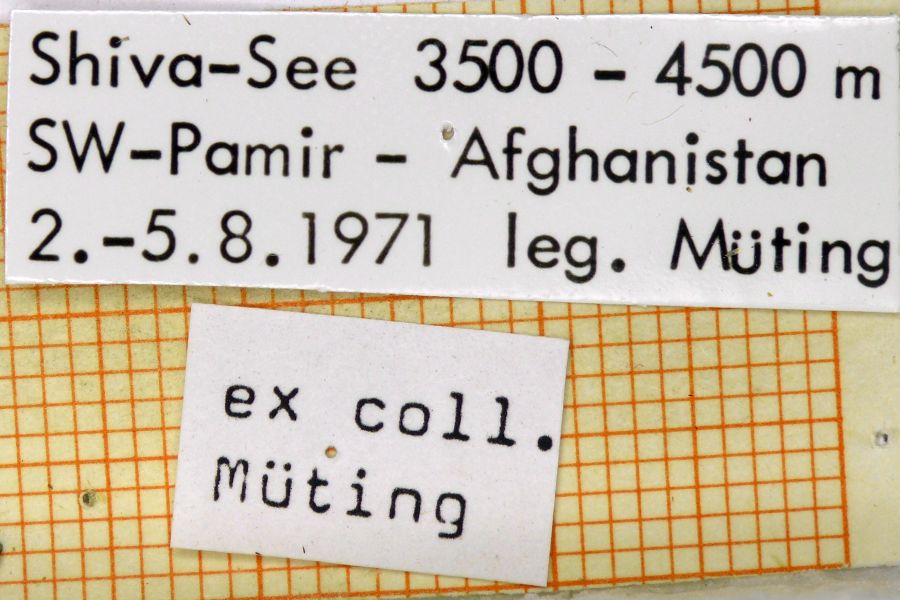 Shiva-See 3500 - 4500 m
SW-Pamir - Afghanistan
2.-5.8.1971 leg. Müting
ex coll.
Müting